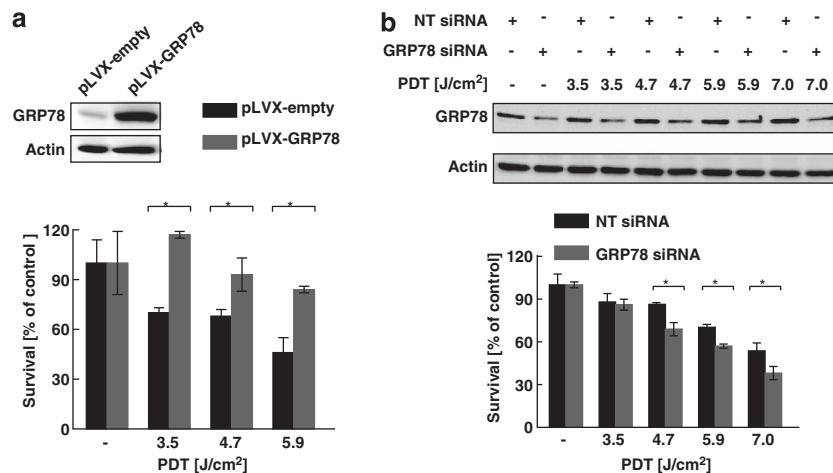 a
pLVX-empty
pLVX-GRP78
GRP78
Actin
pLVX-empty
pLVX-GRP78
Survival [% of control ]
120
90
60
30
0
* * *
- 3.5 4.7 5.9
PDT [J/cm²]
b
NT siRNA + - + - + - + - + -
GRP78 siRNA - + - + - + - + - +
PDT [J/cm²] - - 3.5 3.5 4.7 4.7 5.9 5.9 7.0 7.0
GRP78
Actin
NT siRNA
GRP78 siRNA
Survival [% of control]
120
90
60
30
0
* * *
- 3.5 4.7 5.9 7.0
PDT [J/cm²]